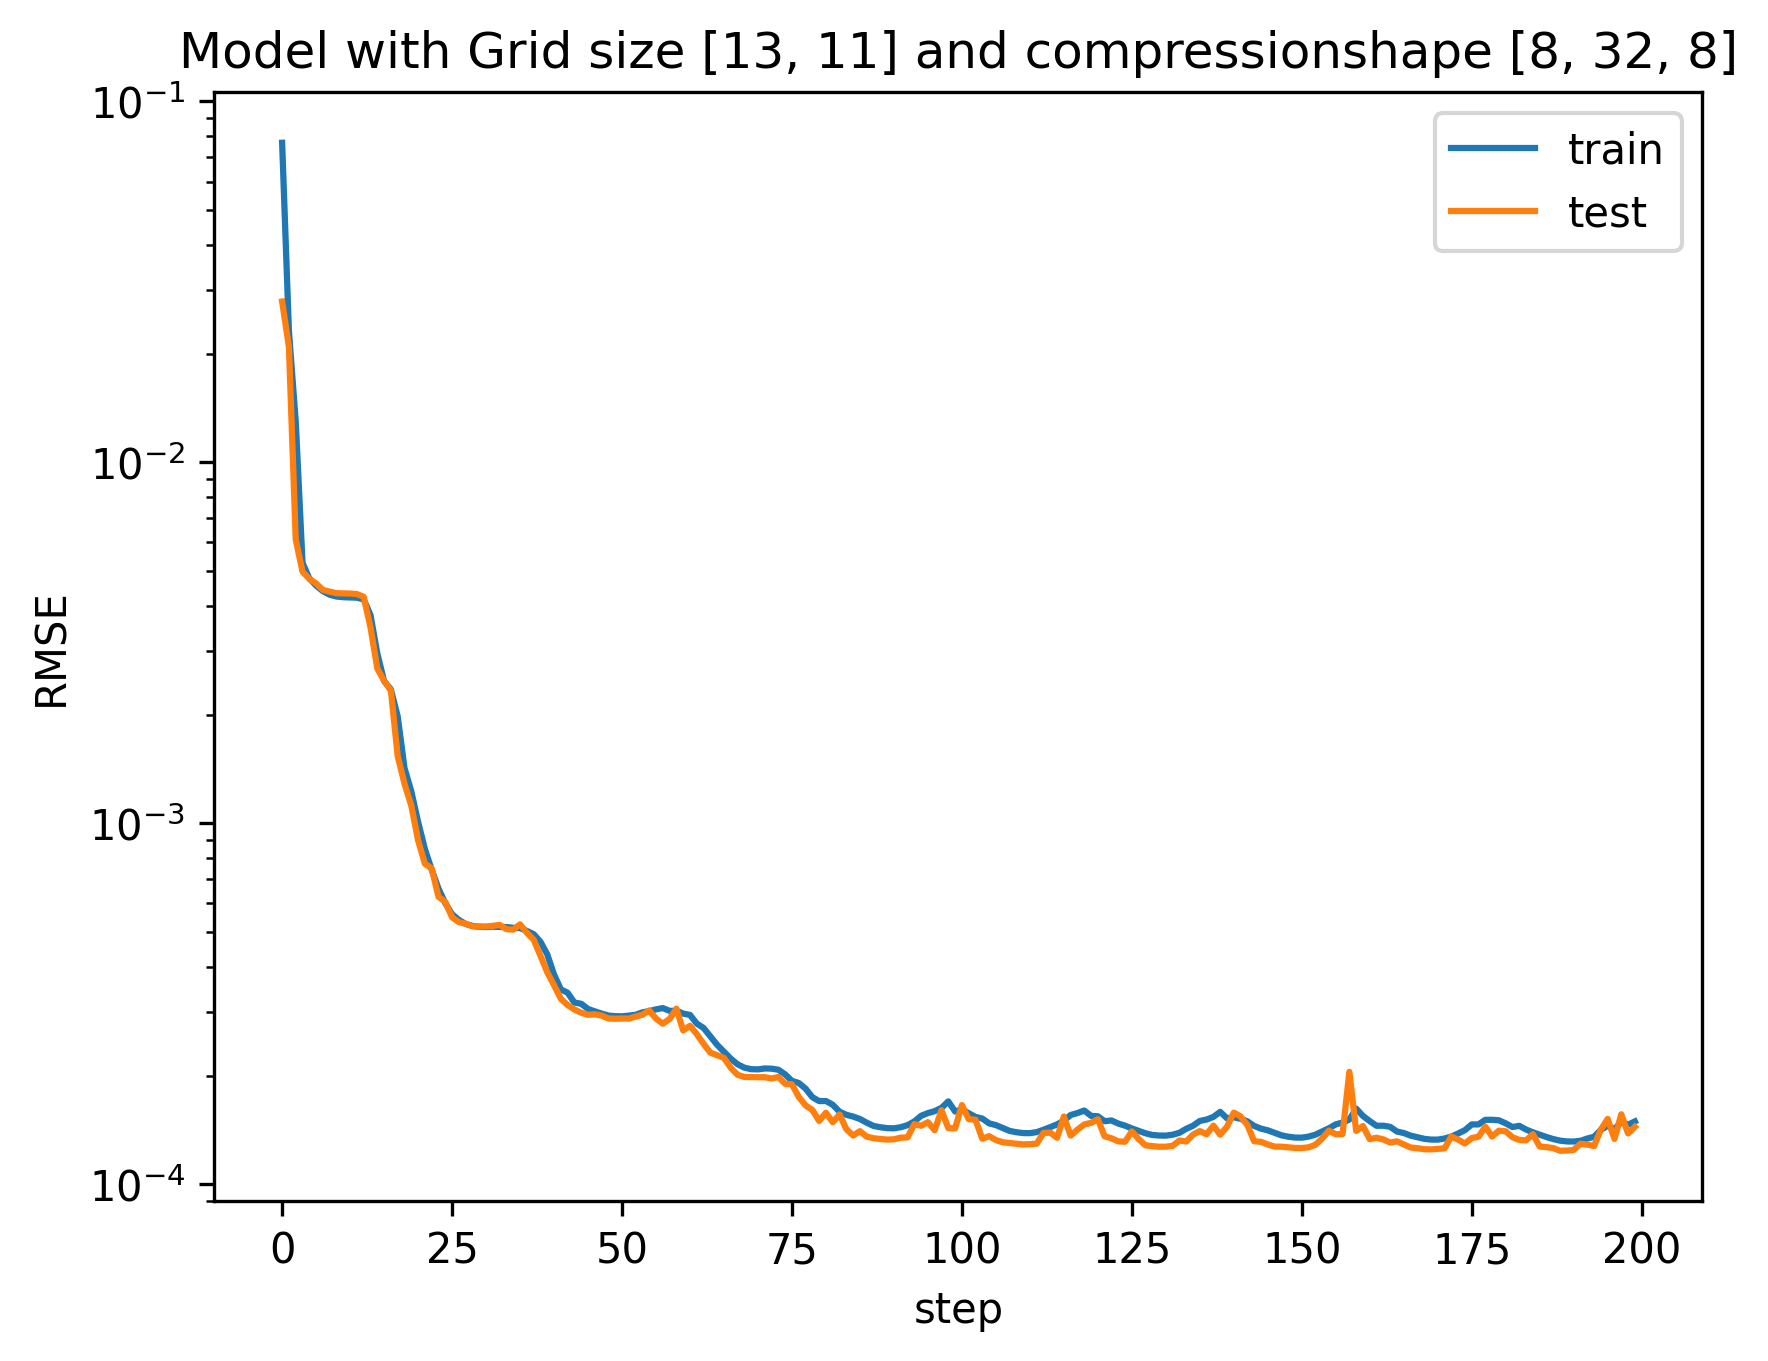 Model with Grid size [13, 11] and compressionshape [8, 32, 8]
10⁻¹
10⁻²
10⁻³
10⁻⁴
RMSE
train
test
0 25 50 75 100 125 150 175 200
step